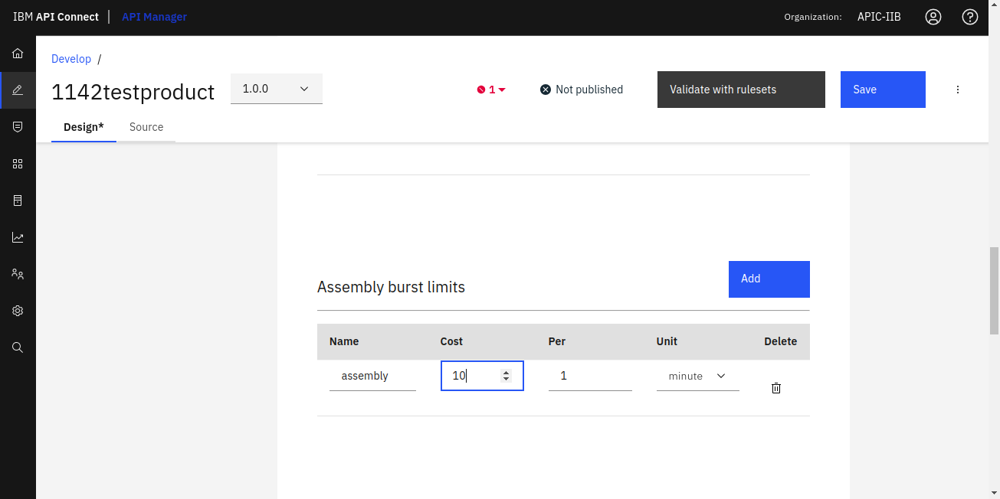 IBM API Connect | API Manager
Organization: APIC-IIB
Develop /
1142testproduct
1.0.0
1
Not published
Validate with rulesets
Save
Design*
Source
Assembly burst limits
Add
Name Cost Per Unit Delete
assembly 10 1 minute